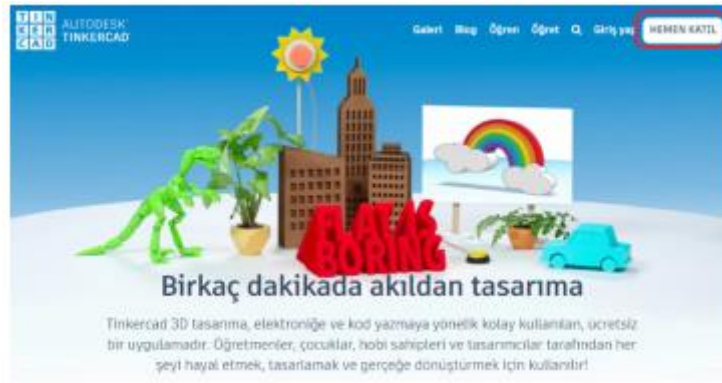 TIN
KER
CAD
AUTODESK
TINKERCAD
Galeri Blog Öğren Öğret Giriş yap HEMEN KATIL
FLAT IS
BORING
Birkaç dakikada akıldan tasarıma
Tinkercad 3D tasarıma, elektroniğe ve kod yazmaya yönelik kolay kullanılan, ücretsiz
bir uygulamadır. Öğretmenler, çocuklar, hobi sahipleri ve tasarımcılar tarafından her
şeyi hayal etmek, tasarlamak ve gerçeğe dönüştürmek için kullanılır!